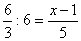 6/3 : 6 = (x−1)/5